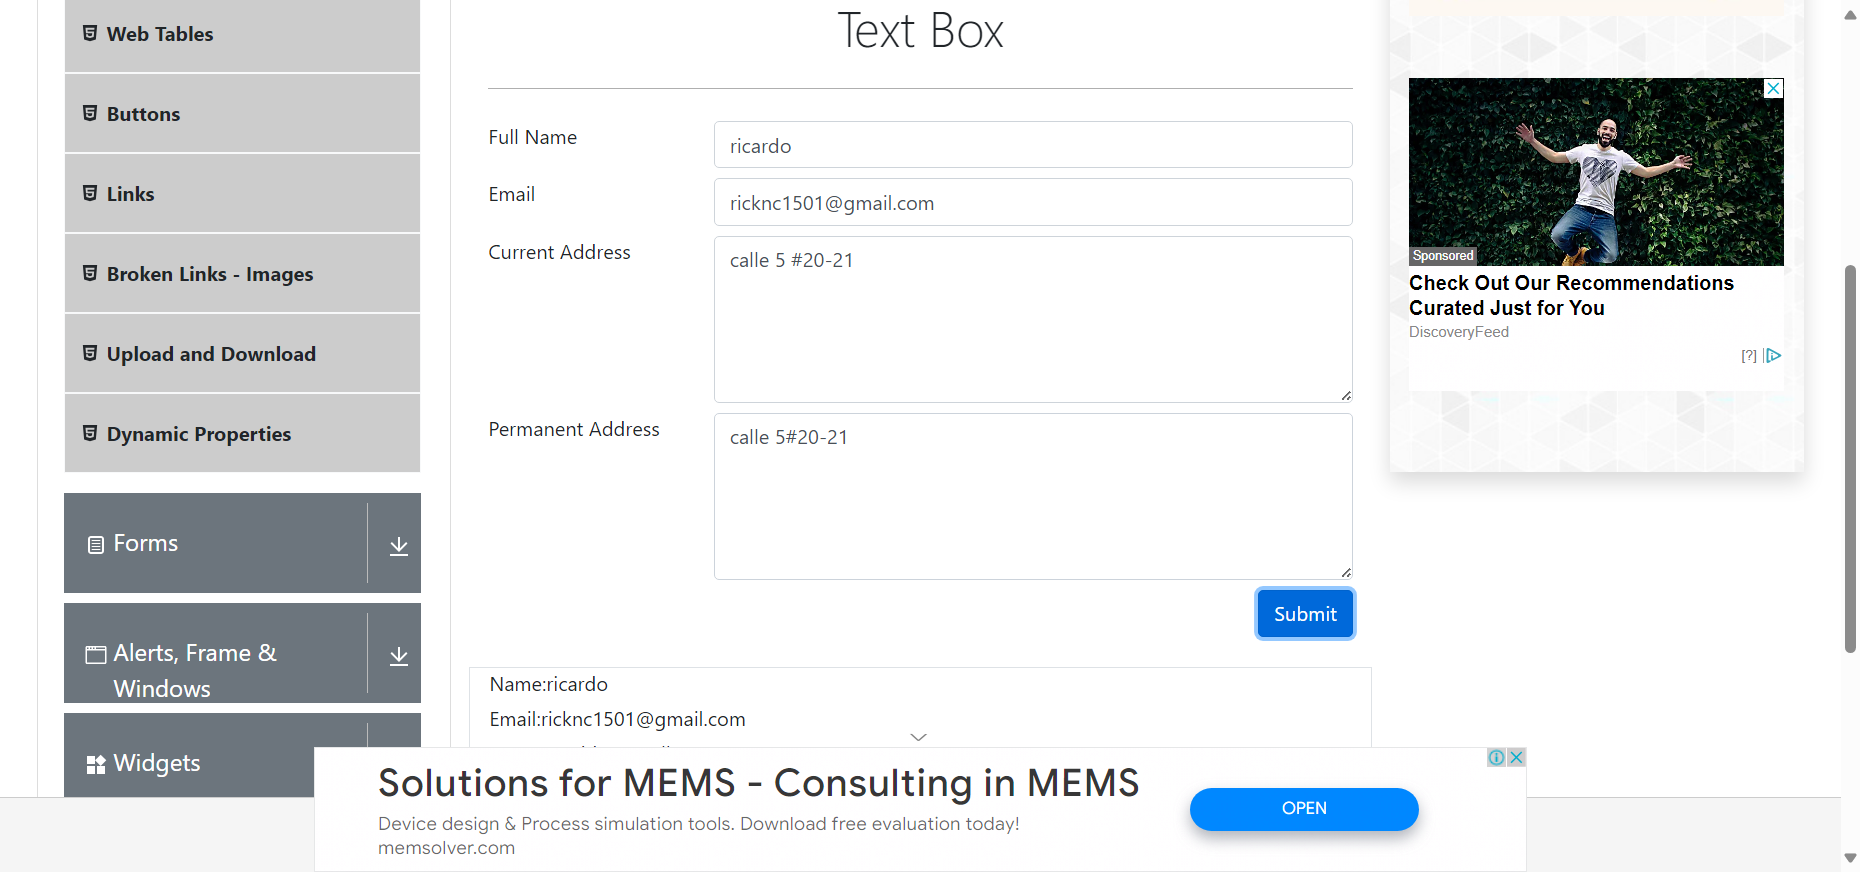 Web Tables
Buttons
Links
Broken Links - Images
Upload and Download
Dynamic Properties
Forms
Alerts, Frame &
Windows
Widgets
Text Box
Full Name
ricardo
Email
ricknc1501@gmail.com
Current Address
calle 5 #20-21
Permanent Address
calle 5#20-21
Submit
Name:ricardo
Email:ricknc1501@gmail.com
Sponsored
Check Out Our Recommendations
Curated Just for You
DiscoveryFeed
[?]
Solutions for MEMS - Consulting in MEMS
Device design & Process simulation tools. Download free evaluation today!
memsolver.com
OPEN